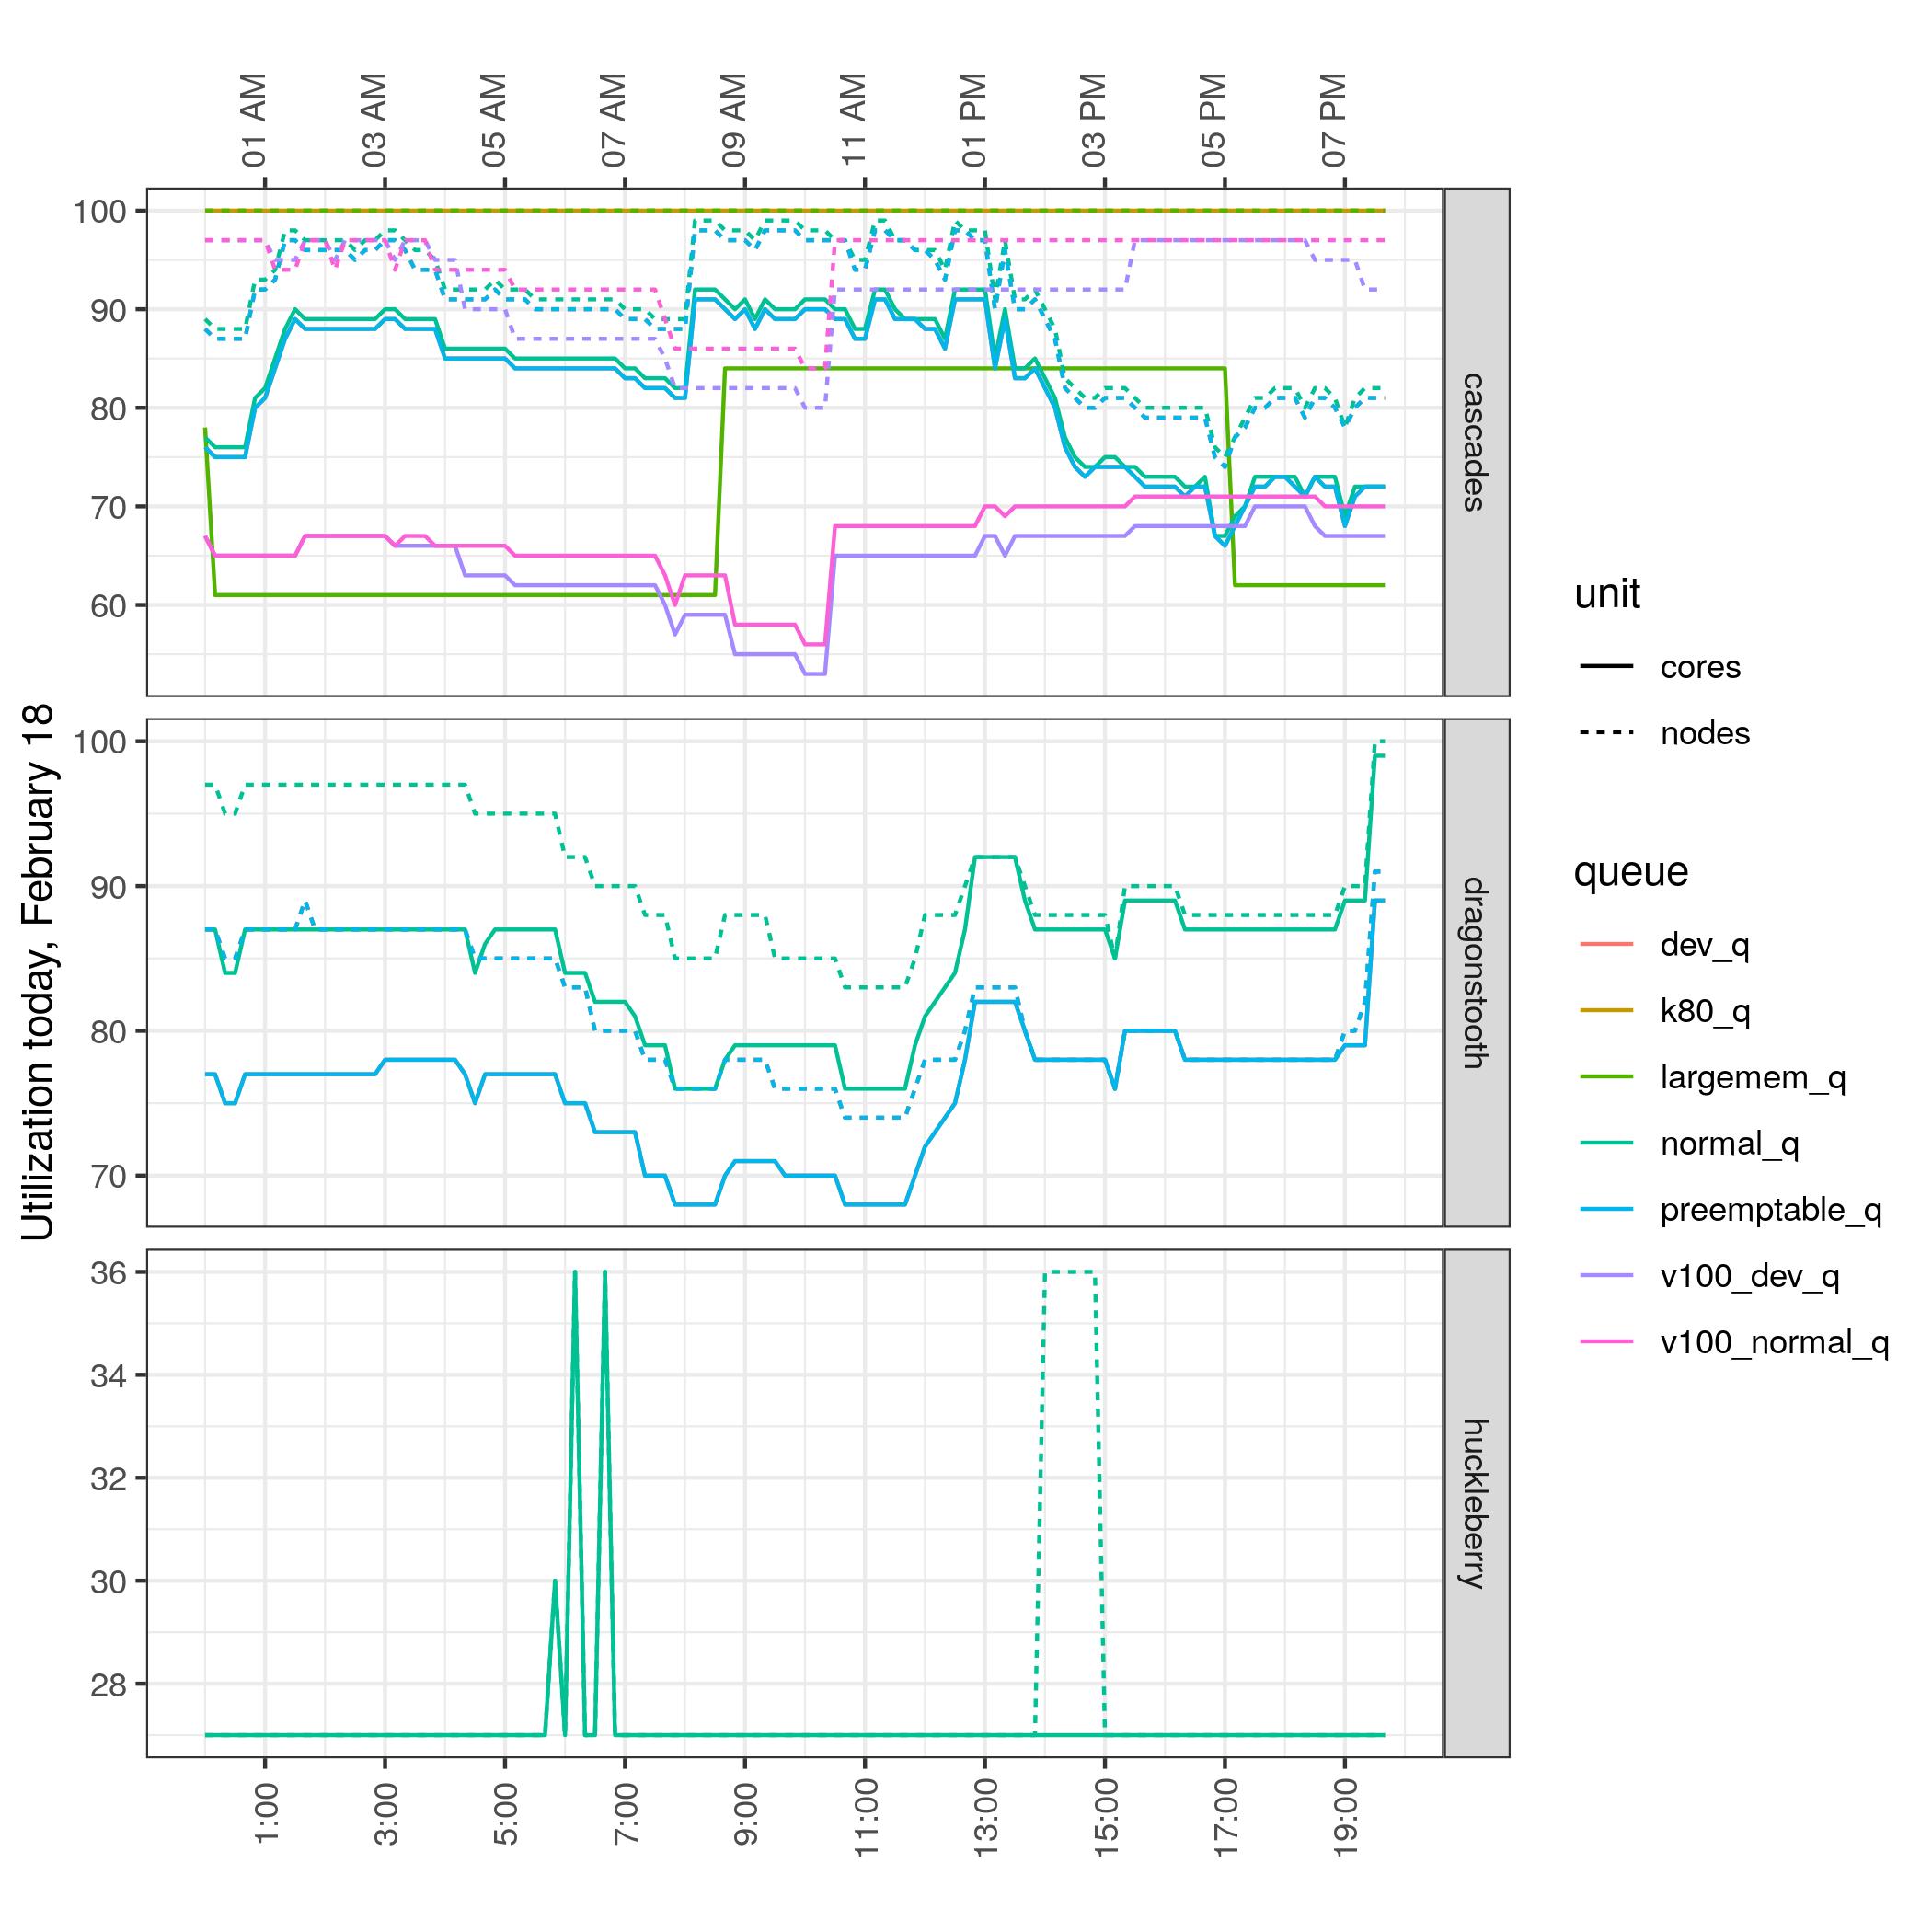 01 AM
03 AM
05 AM
07 AM
09 AM
11 AM
01 PM
03 PM
05 PM
07 PM
Utilization today, February 18
100
90
80
70
60
cascades
100
90
80
70
dragonstooth
36
34
32
30
28
huckleberry
1:00
3:00
5:00
7:00
9:00
11:00
13:00
15:00
17:00
19:00
unit
cores
nodes
queue
dev_q
k80_q
largemem_q
normal_q
preemptable_q
v100_dev_q
v100_normal_q